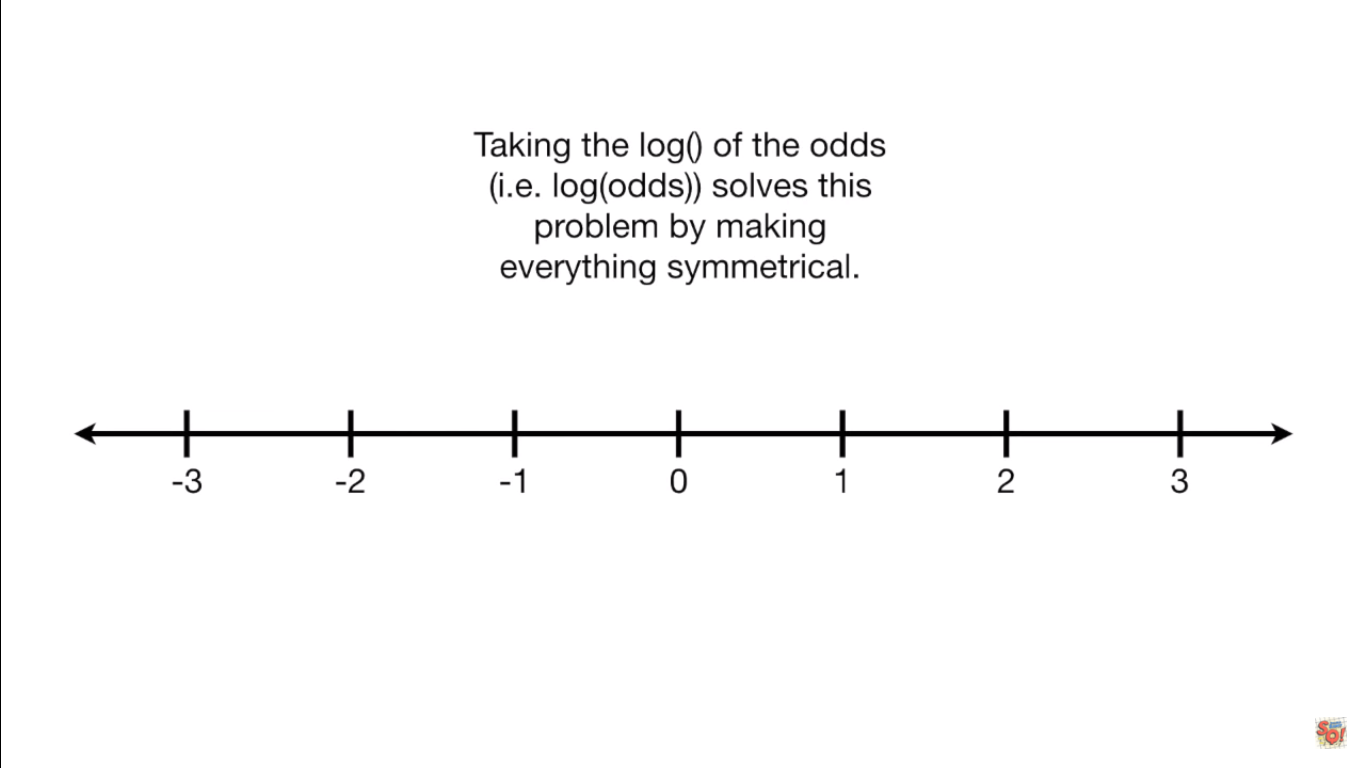 Taking the log() of the odds
(i.e. log(odds)) solves this
problem by making
everything symmetrical.
-3 -2 -1 0 1 2 3
SQ!